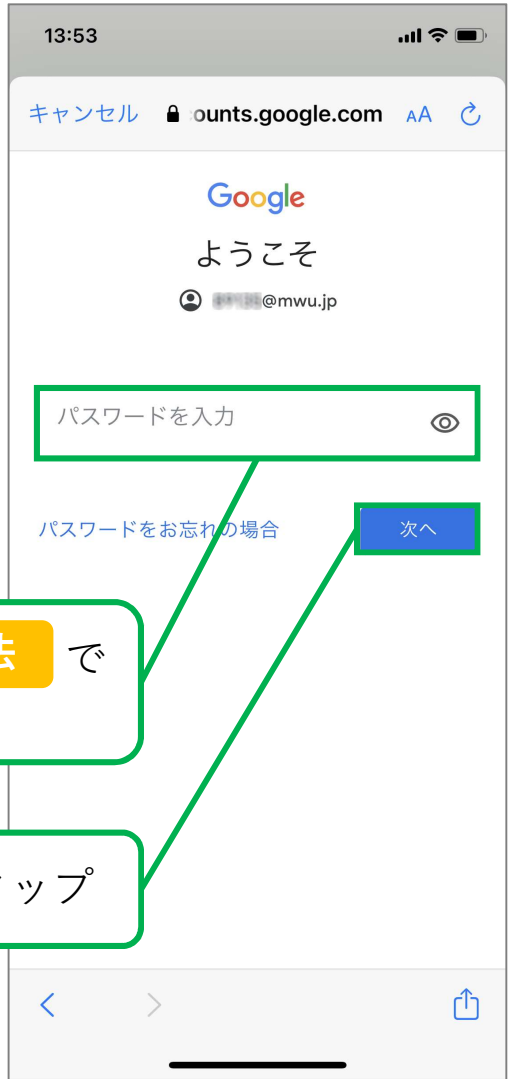 13:53
キャンセル ounts.google.com AA
Google
ようこそ
@mwu.jp
パスワードを入力
パスワードをお忘れの場合 次へ
法 で
ップ